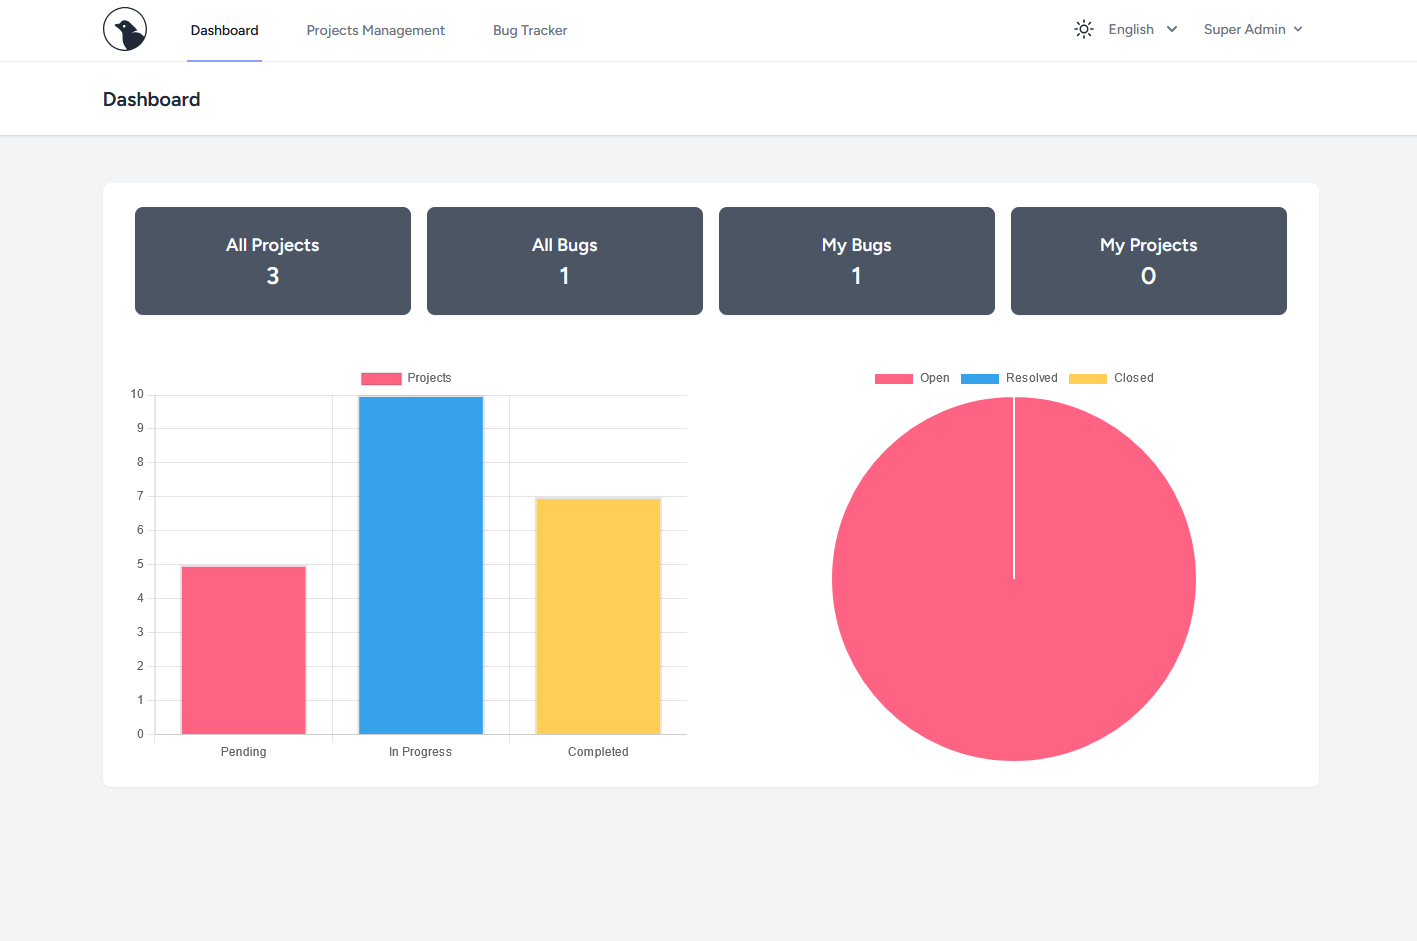 Dashboard Projects Management Bug Tracker English Super Admin
Dashboard
All Projects All Bugs My Bugs My Projects
3 1 1 0
Projects
10
9
8
7
6
5
4
3
2
1
0
Pending In Progress Completed
Open Resolved Closed